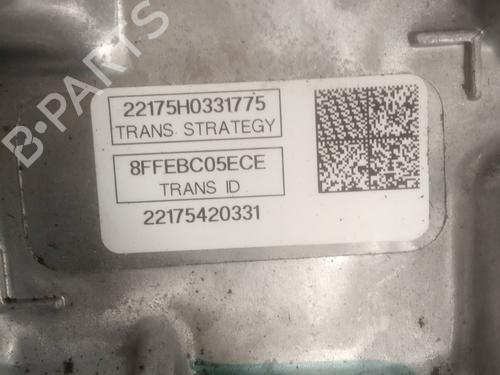 B·PARTS
22175H0331775
TRANS STRATEGY
8FFEBC05ECE
TRANS ID
22175420331